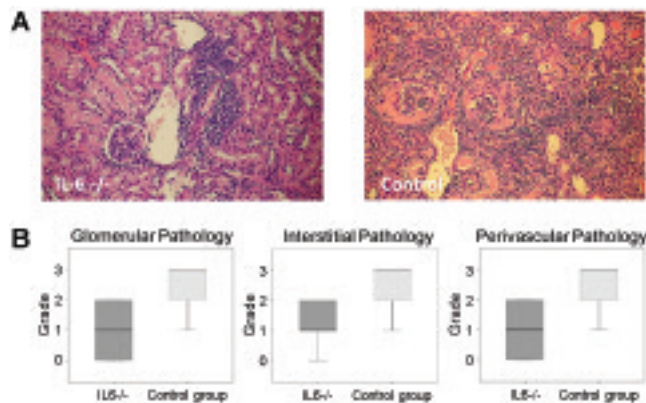 A
IL6 -/-
Control
B
Glomerular Pathology
Interstitial Pathology
Perivascular Pathology
Grade
3
2
1
0
IL6-/-
Control group
Grade
3
2
1
0
IL6-/-
Control group
Grade
3
2
1
0
IL6-/-
Control group